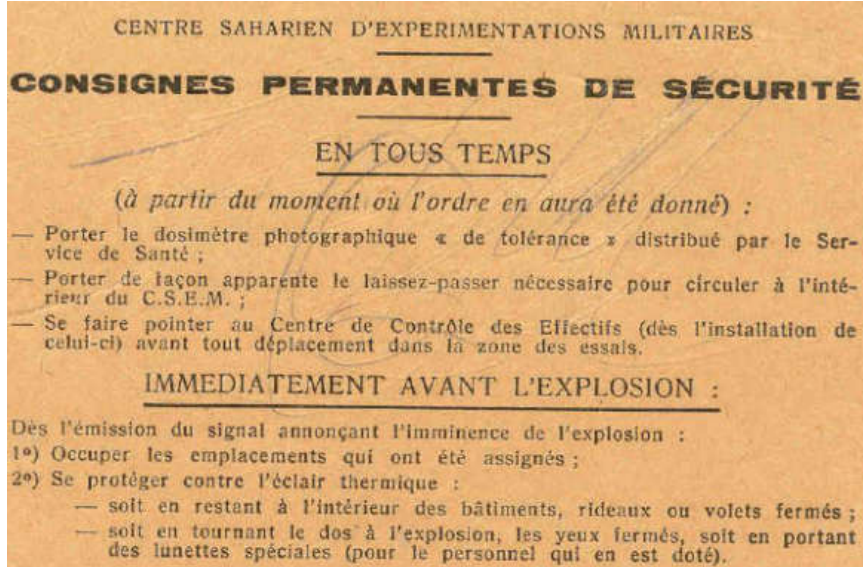 CENTRE SAHARIEN D'EXPERIMENTATIONS MILITAIRES
CONSIGNES PERMANENTES DE SÉCURITÉ
EN TOUS TEMPS
(à partir du moment où l'ordre en aura été donné) :
— Porter le dosimètre photographique « de tolérance » distribué par le Ser-
vice de Santé ;
— Porter de façon apparente le laissez-passer nécessaire pour circuler à l'inté-
rieur du C.S.E.M. ;
— Se faire pointer au Centre de Contrôle des Effectifs (dès l'installation de
celui-ci) avant tout déplacement dans la zone des essais.
IMMEDIATEMENT AVANT L'EXPLOSION :
Dès l'émission du signal annonçant l'imminence de l'explosion :
1º) Occuper les emplacements qui ont été assignés ;
2º) Se protéger contre l'éclair thermique :
— soit en restant à l'intérieur des bâtiments, rideaux ou volets fermés ;
— soit en tournant le dos à l'explosion, les yeux fermés, soit en portant
des lunettes spéciales (pour le personnel qui en est doté).